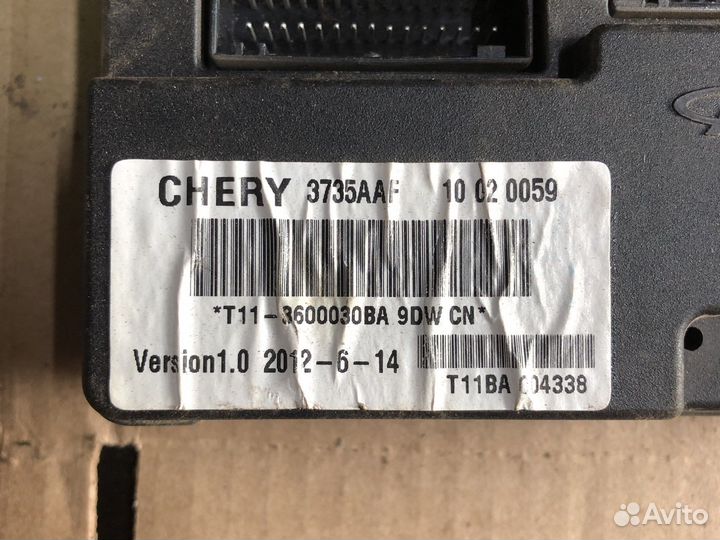 CHERY 3735AAF 10 02 0059
*T11-3600030BA 9DW CN*
Version1.0 2012-6-14
T11BA 004338
Avito